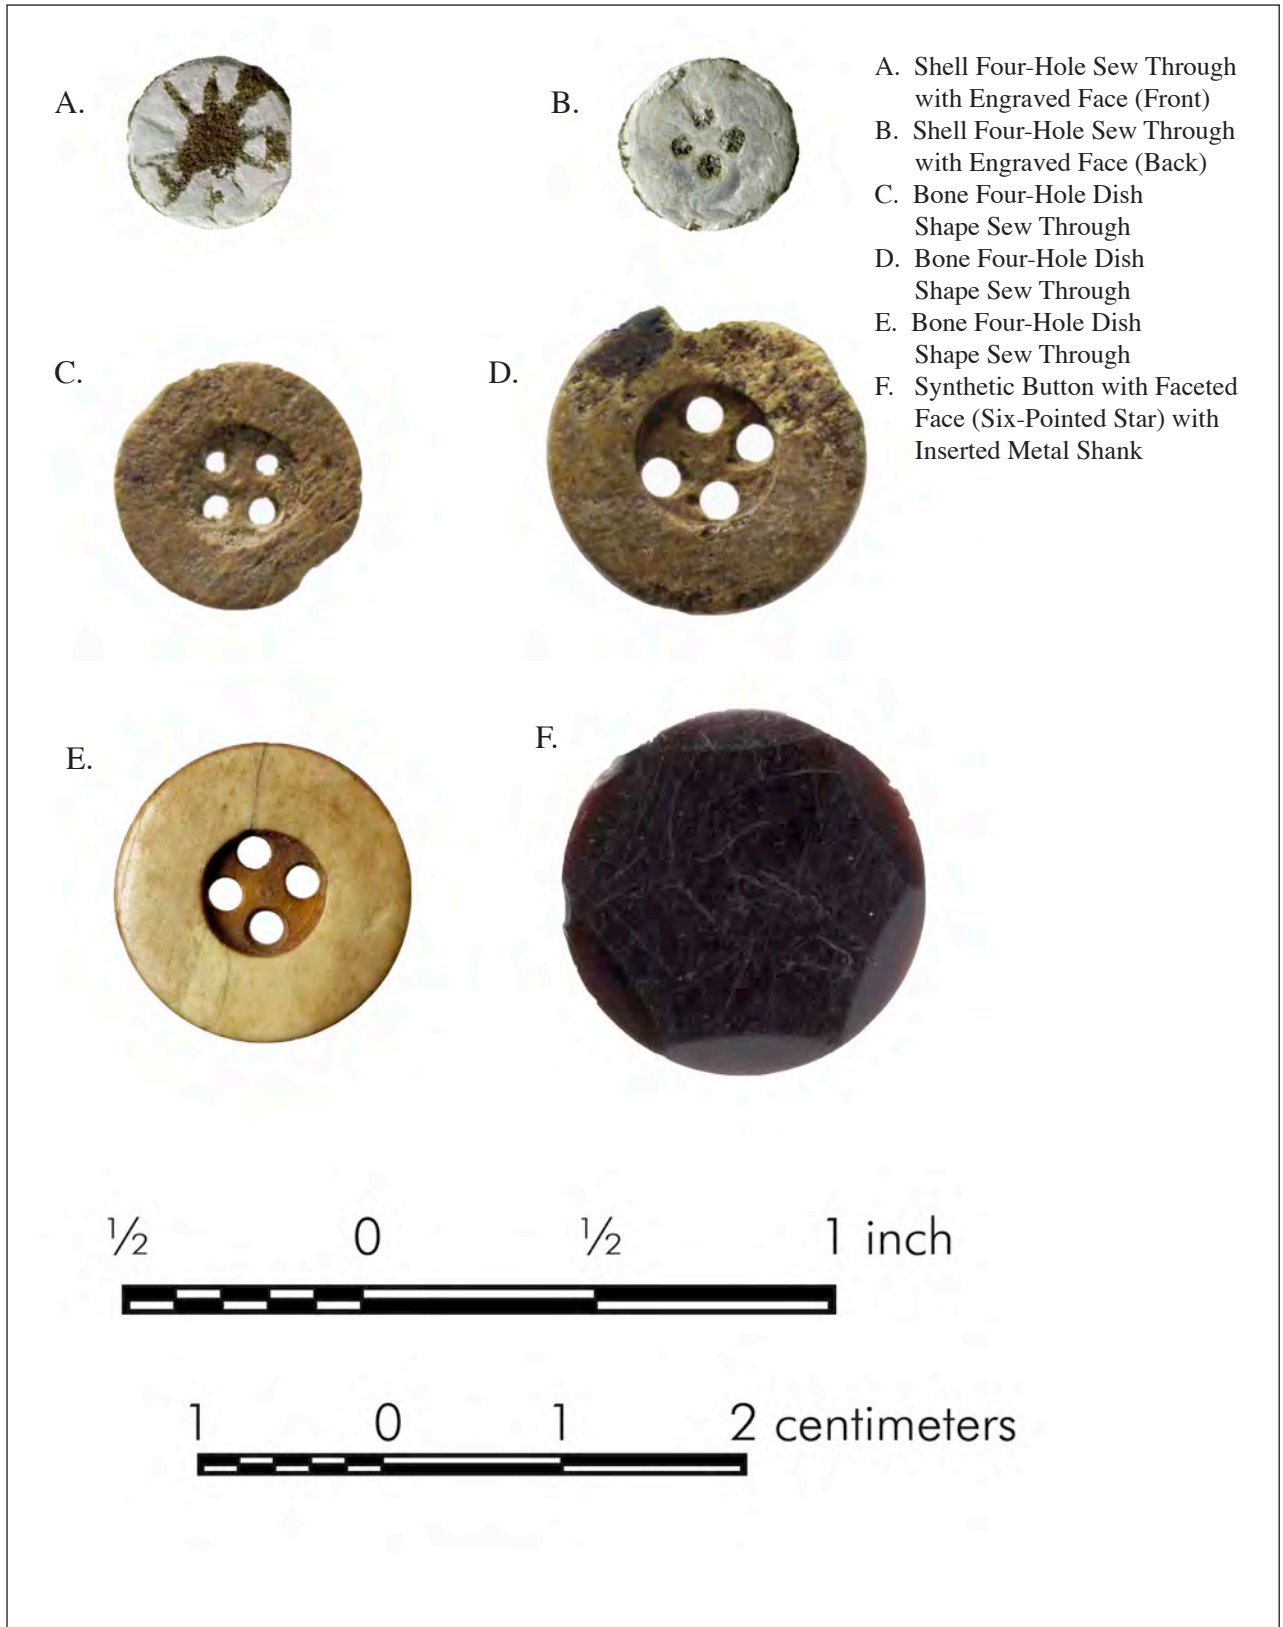 A.
B.
A. Shell Four-Hole Sew Through
with Engraved Face (Front)
B. Shell Four-Hole Sew Through
with Engraved Face (Back)
C. Bone Four-Hole Dish
Shape Sew Through
D. Bone Four-Hole Dish
Shape Sew Through
E. Bone Four-Hole Dish
Shape Sew Through
F. Synthetic Button with Faceted
Face (Six-Pointed Star) with
Inserted Metal Shank
C.
D.
E.
F.
½ 0 ½ 1 inch
1 0 1 2 centimeters